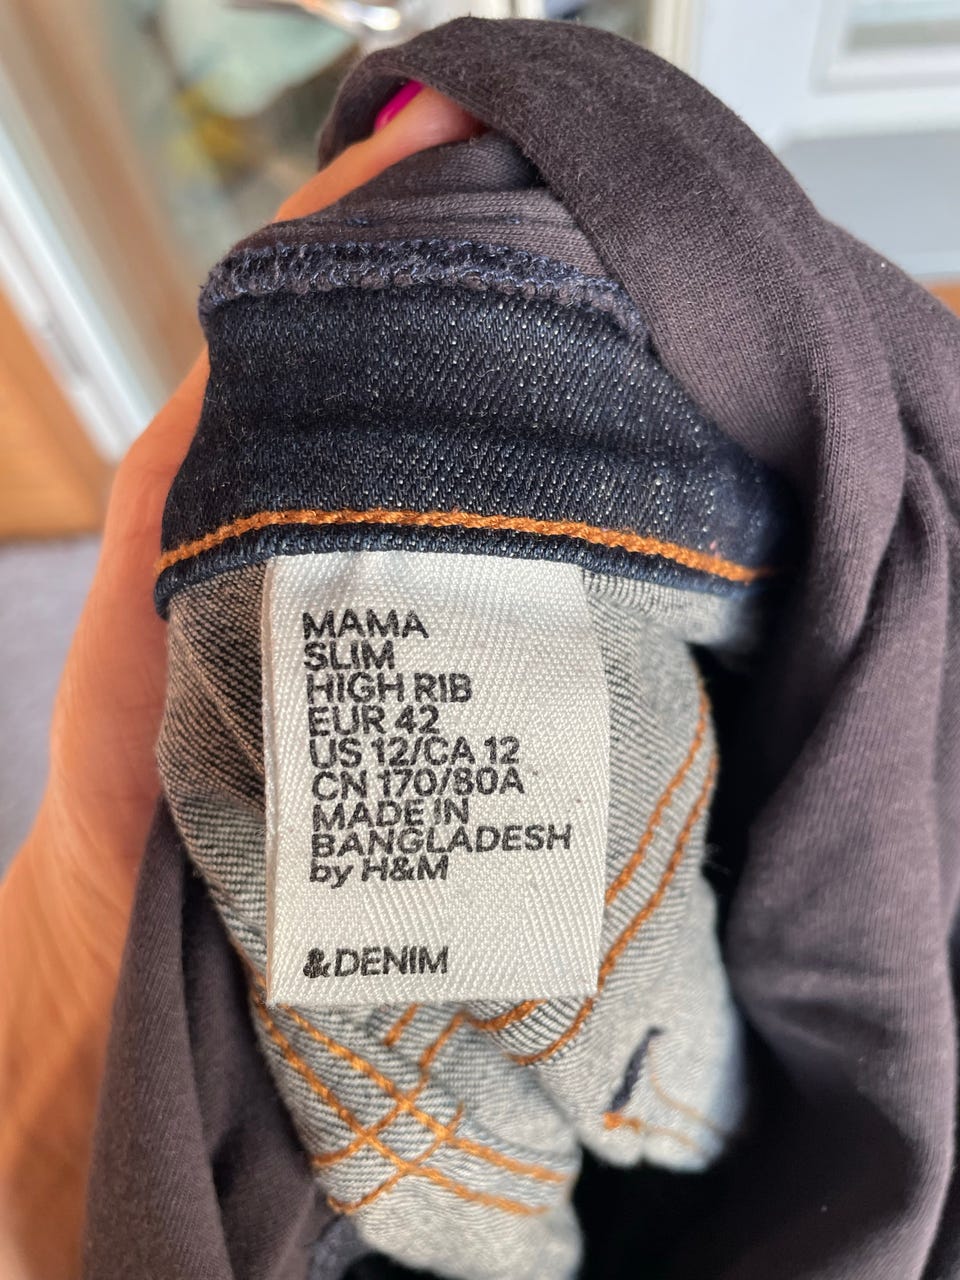 MAMA
SLIM
HIGH RIB
EUR 42
US 12/CA 12
CN 170/80A
MADE IN
BANGLADESH
by H&M
&DENIM